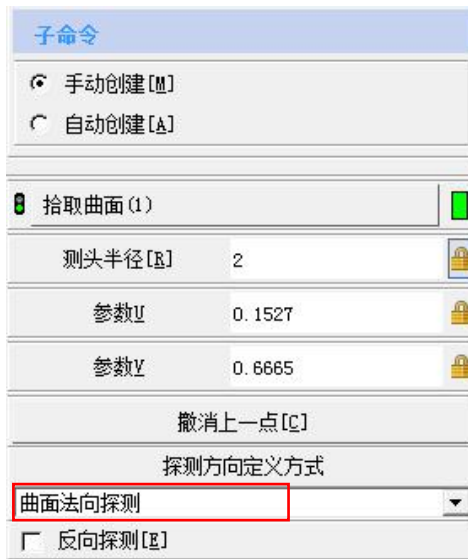 子命令
手动创建[M]
自动创建[A]
拾取曲面(1)
测头半径[R] 2
参数U 0.1527
参数V 0.6665
撤消上一点[C]
探测方向定义方式
曲面法向探测
反向探测[E]